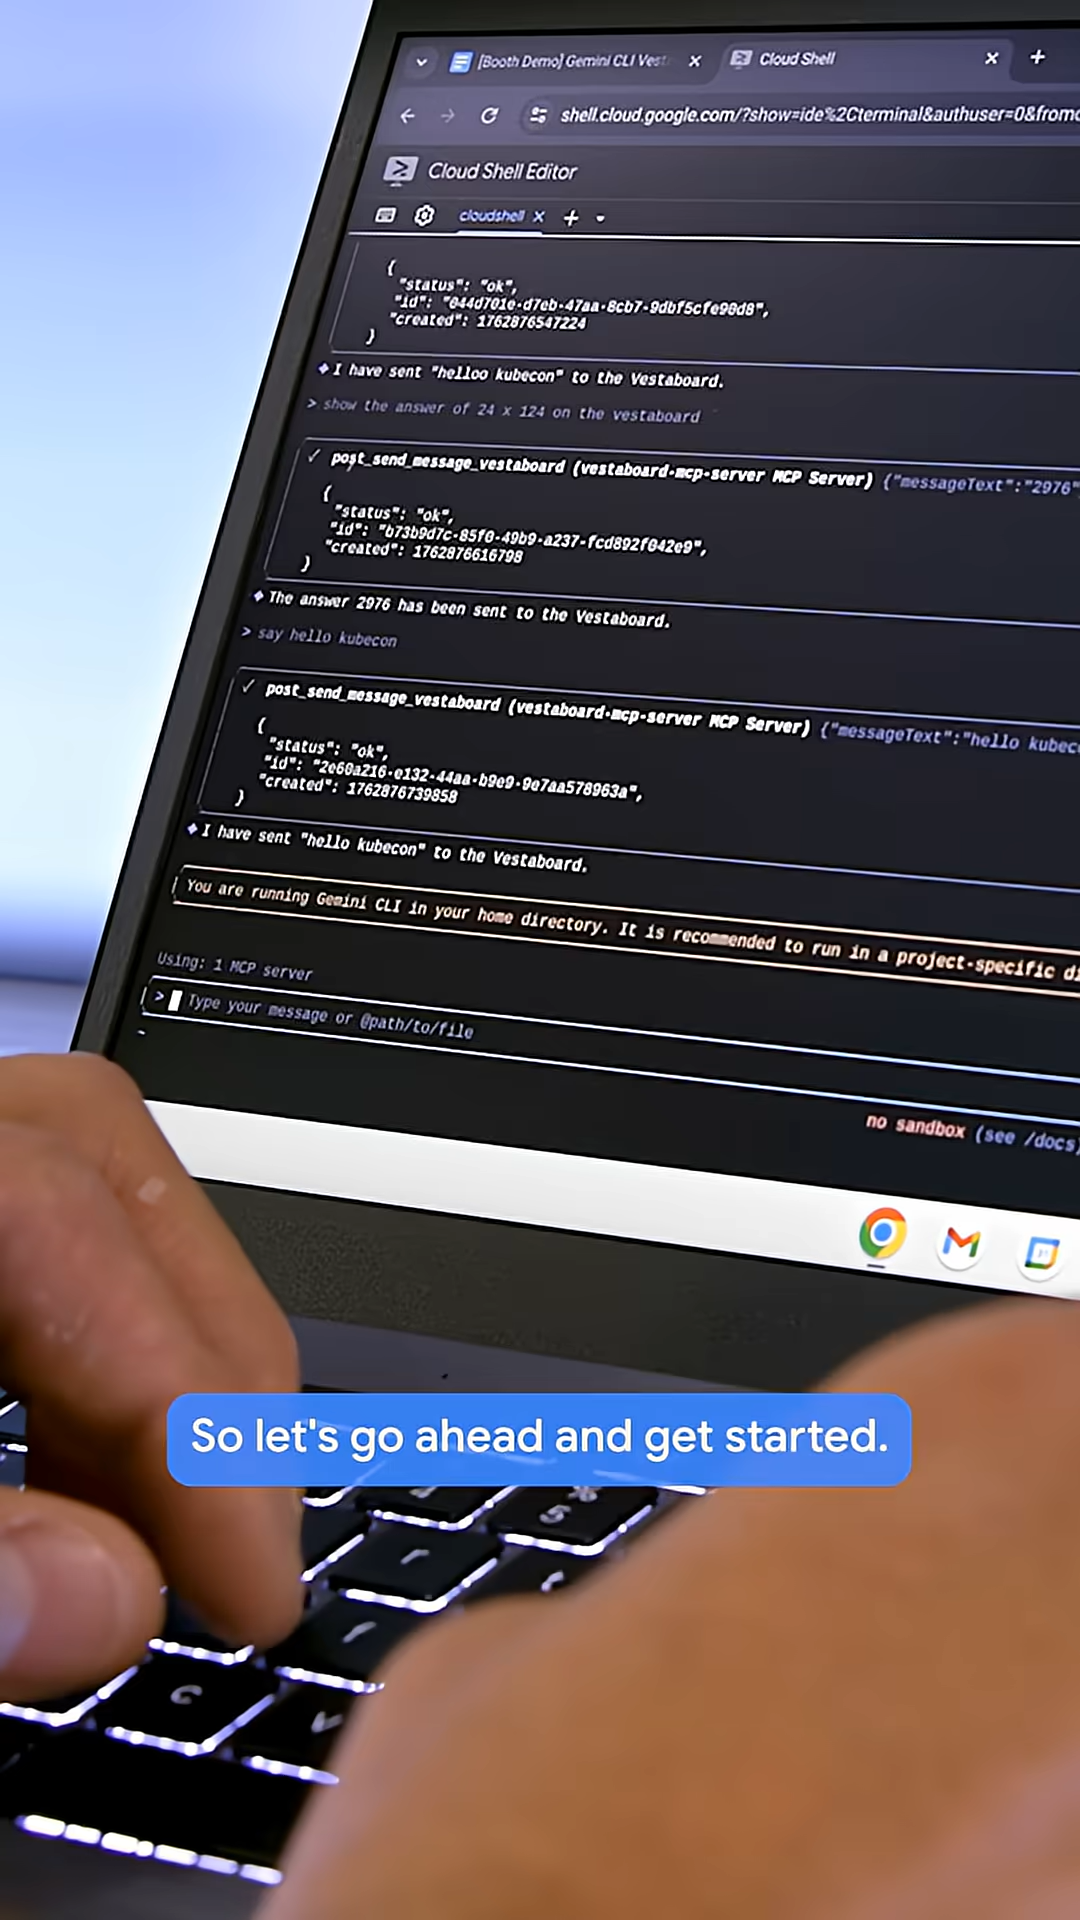 [Booth Demo] Gemini CLI Vest
Cloud Shell
shell.cloud.google.com/?show=ide%2Cterminal&authuser=0&from
Cloud Shell Editor
cloudshell
{
"status": "ok",
"id": "044d701e-d7eb-47aa-8cb7-9dbf5cfe90d8",
"created": 1762876547224
}
I have sent "helloo kubecon" to the Vestaboard.
> show the answer of 24 x 124 on the vestaboard
✓ post_send_message_vestaboard (vestaboard-mcp-server MCP Server) {"messageText":"2976"
{
"status": "ok",
"id": "b73b9d7c-85f0-49b9-a237-fcd892f042e9",
"created": 1762876616798
}
The answer 2976 has been sent to the Vestaboard.
> say hello kubecon
✓ post_send_message_vestaboard (vestaboard-mcp-server MCP Server) {"messageText":"hello kubec
{
"status": "ok",
"id": "2e60a216-e132-44aa-b9e9-9e7aa578963a",
"created": 1762876739858
}
I have sent "hello kubecon" to the Vestaboard.
You are running Gemini CLI in your home directory. It is recommended to run in a project-specific di
Using: 1 MCP server
> Type your message or @path/to/file
~
no sandbox (see /docs)
So let's go ahead and get started.
5
C
V